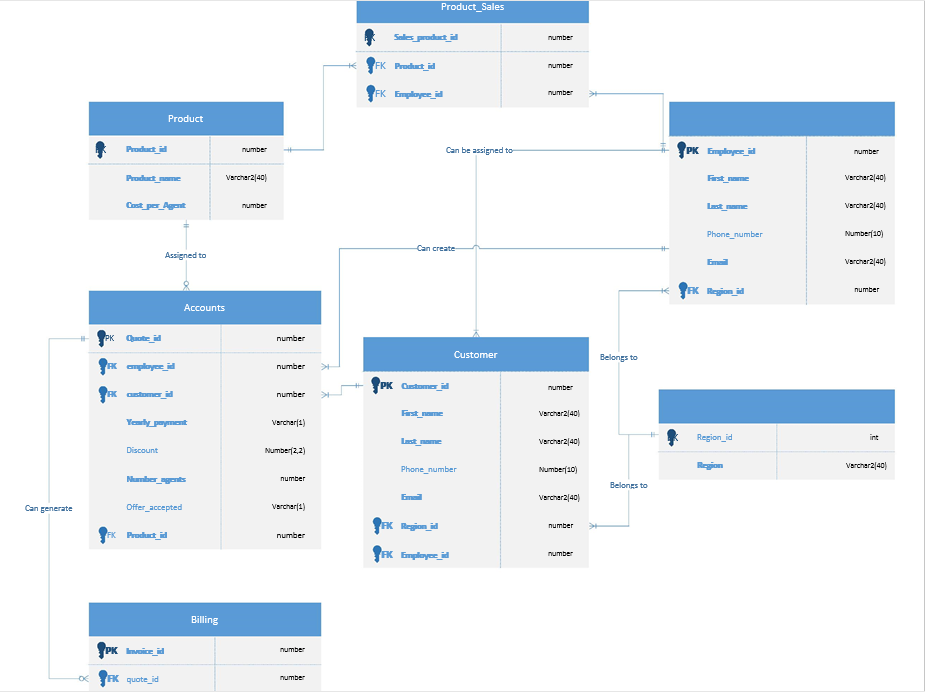 Product_Sales
PK Sales_product_id number
FK Product_id number
FK Employee_id number
Product
PK Product_id number
Product_name Varchar2(40)
Cost_per_Agent number
Can be assigned to
PK Employee_id number
First_name Varchar2(40)
Last_name Varchar2(40)
Phone_number Number(10)
Email Varchar2(40)
FK Region_id number
Assigned to
Can create
Accounts
PK Quote_id number
FK employee_id number
FK customer_id number
Yearly_payment Varchar(1)
Discount Number(2,2)
Number_agents number
Offer_accepted Varchar(1)
FK Product_id number
Customer
PK Customer_id number
First_name Varchar2(40)
Last_name Varchar2(40)
Phone_number Number(10)
Email Varchar2(40)
FK Region_id number
FK Employee_id number
Belongs to
PK Region_id int
Region Varchar2(40)
Belongs to
Can generate
Billing
PK Invoice_id number
FK quote_id number